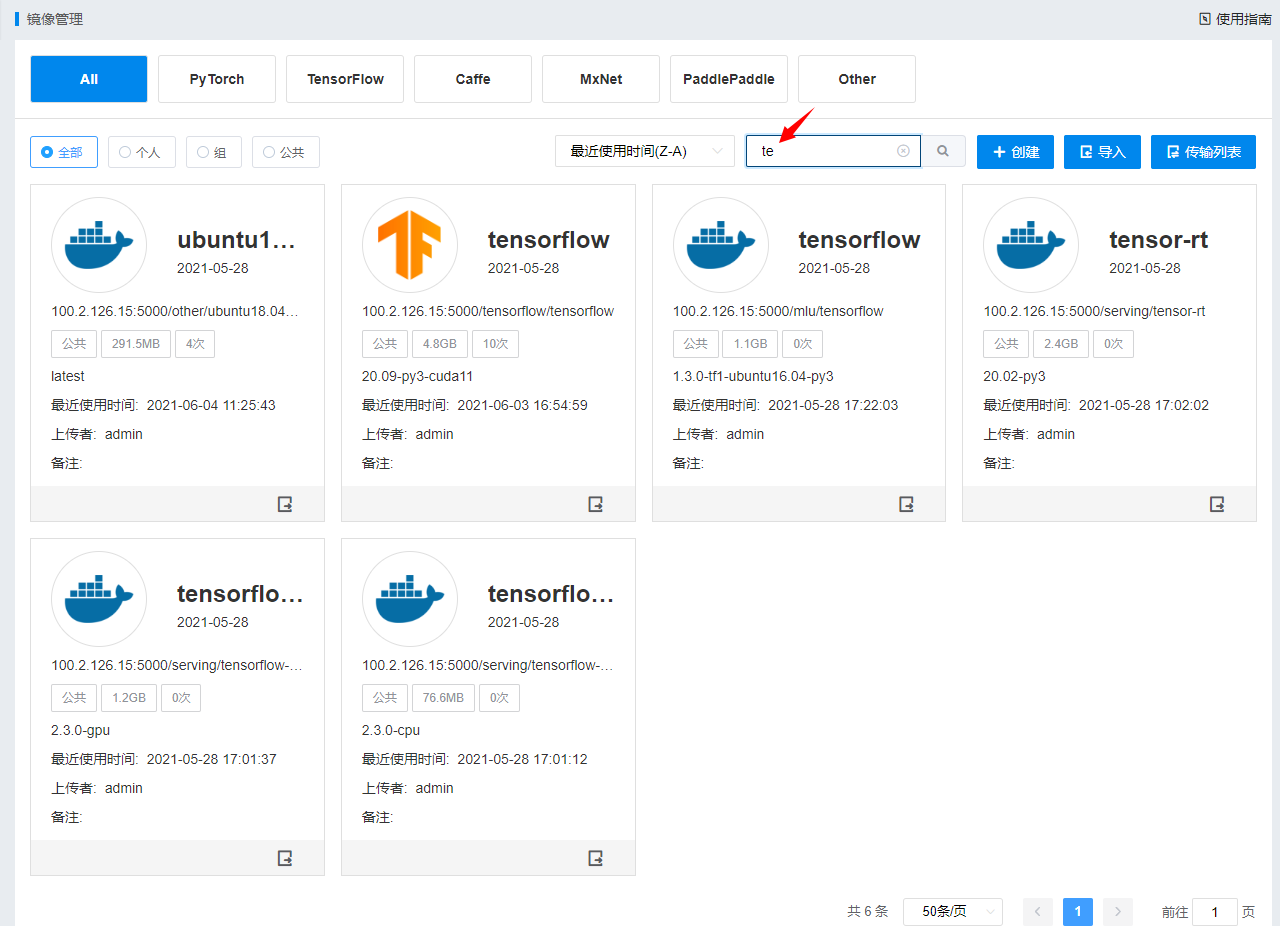 镜像管理
使用指南
All
PyTorch
TensorFlow
Caffe
MxNet
PaddlePaddle
Other
全部
个人
组
公共
最近使用时间(Z-A)
te
创建
导入
传输列表
ubuntu1...
2021-05-28
100.2.126.15:5000/other/ubuntu18.04...
公共
291.5MB
4次
latest
最近使用时间: 2021-06-04 11:25:43
上传者: admin
备注:
tensorflow
2021-05-28
100.2.126.15:5000/tensorflow/tensorflow
公共
4.8GB
10次
20.09-py3-cuda11
最近使用时间: 2021-06-03 16:54:59
上传者: admin
备注:
tensorflow
2021-05-28
100.2.126.15:5000/mlu/tensorflow
公共
1.1GB
0次
1.3.0-tf1-ubuntu16.04-py3
最近使用时间: 2021-05-28 17:22:03
上传者: admin
备注:
tensor-rt
2021-05-28
100.2.126.15:5000/serving/tensor-rt
公共
2.4GB
0次
20.02-py3
最近使用时间: 2021-05-28 17:02:02
上传者: admin
备注:
tensorflo...
2021-05-28
100.2.126.15:5000/serving/tensorflow-...
公共
1.2GB
0次
2.3.0-gpu
最近使用时间: 2021-05-28 17:01:37
上传者: admin
备注:
tensorflo...
2021-05-28
100.2.126.15:5000/serving/tensorflow-...
公共
76.6MB
0次
2.3.0-cpu
最近使用时间: 2021-05-28 17:01:12
上传者: admin
备注:
共 6 条
50条/页
1
前往 1 页